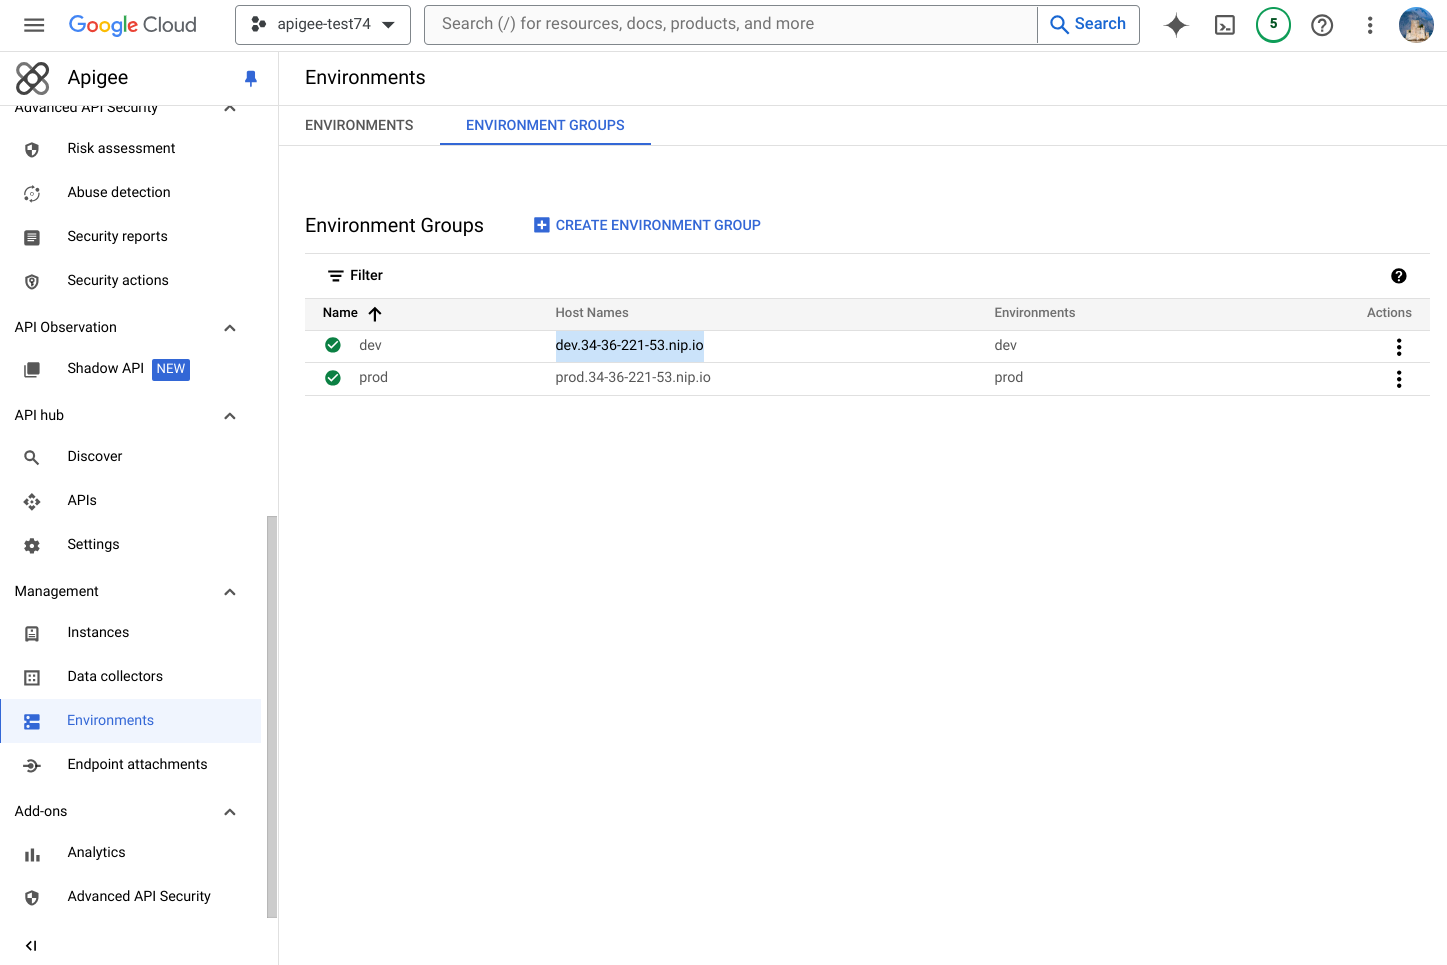 Google Cloud
apigee-test74
Search (/) for resources, docs, products, and more
Search
5
Apigee
Environments
Advanced API Security
ENVIRONMENTS
ENVIRONMENT GROUPS
Risk assessment
Abuse detection
Security reports
Security actions
API Observation
Shadow API NEW
API hub
Discover
APIs
Settings
Management
Instances
Data collectors
Environments
Endpoint attachments
Add-ons
Analytics
Advanced API Security
Environment Groups
CREATE ENVIRONMENT GROUP
Filter
Name Host Names Environments Actions
dev dev.34-36-221-53.nip.io dev
prod prod.34-36-221-53.nip.io prod